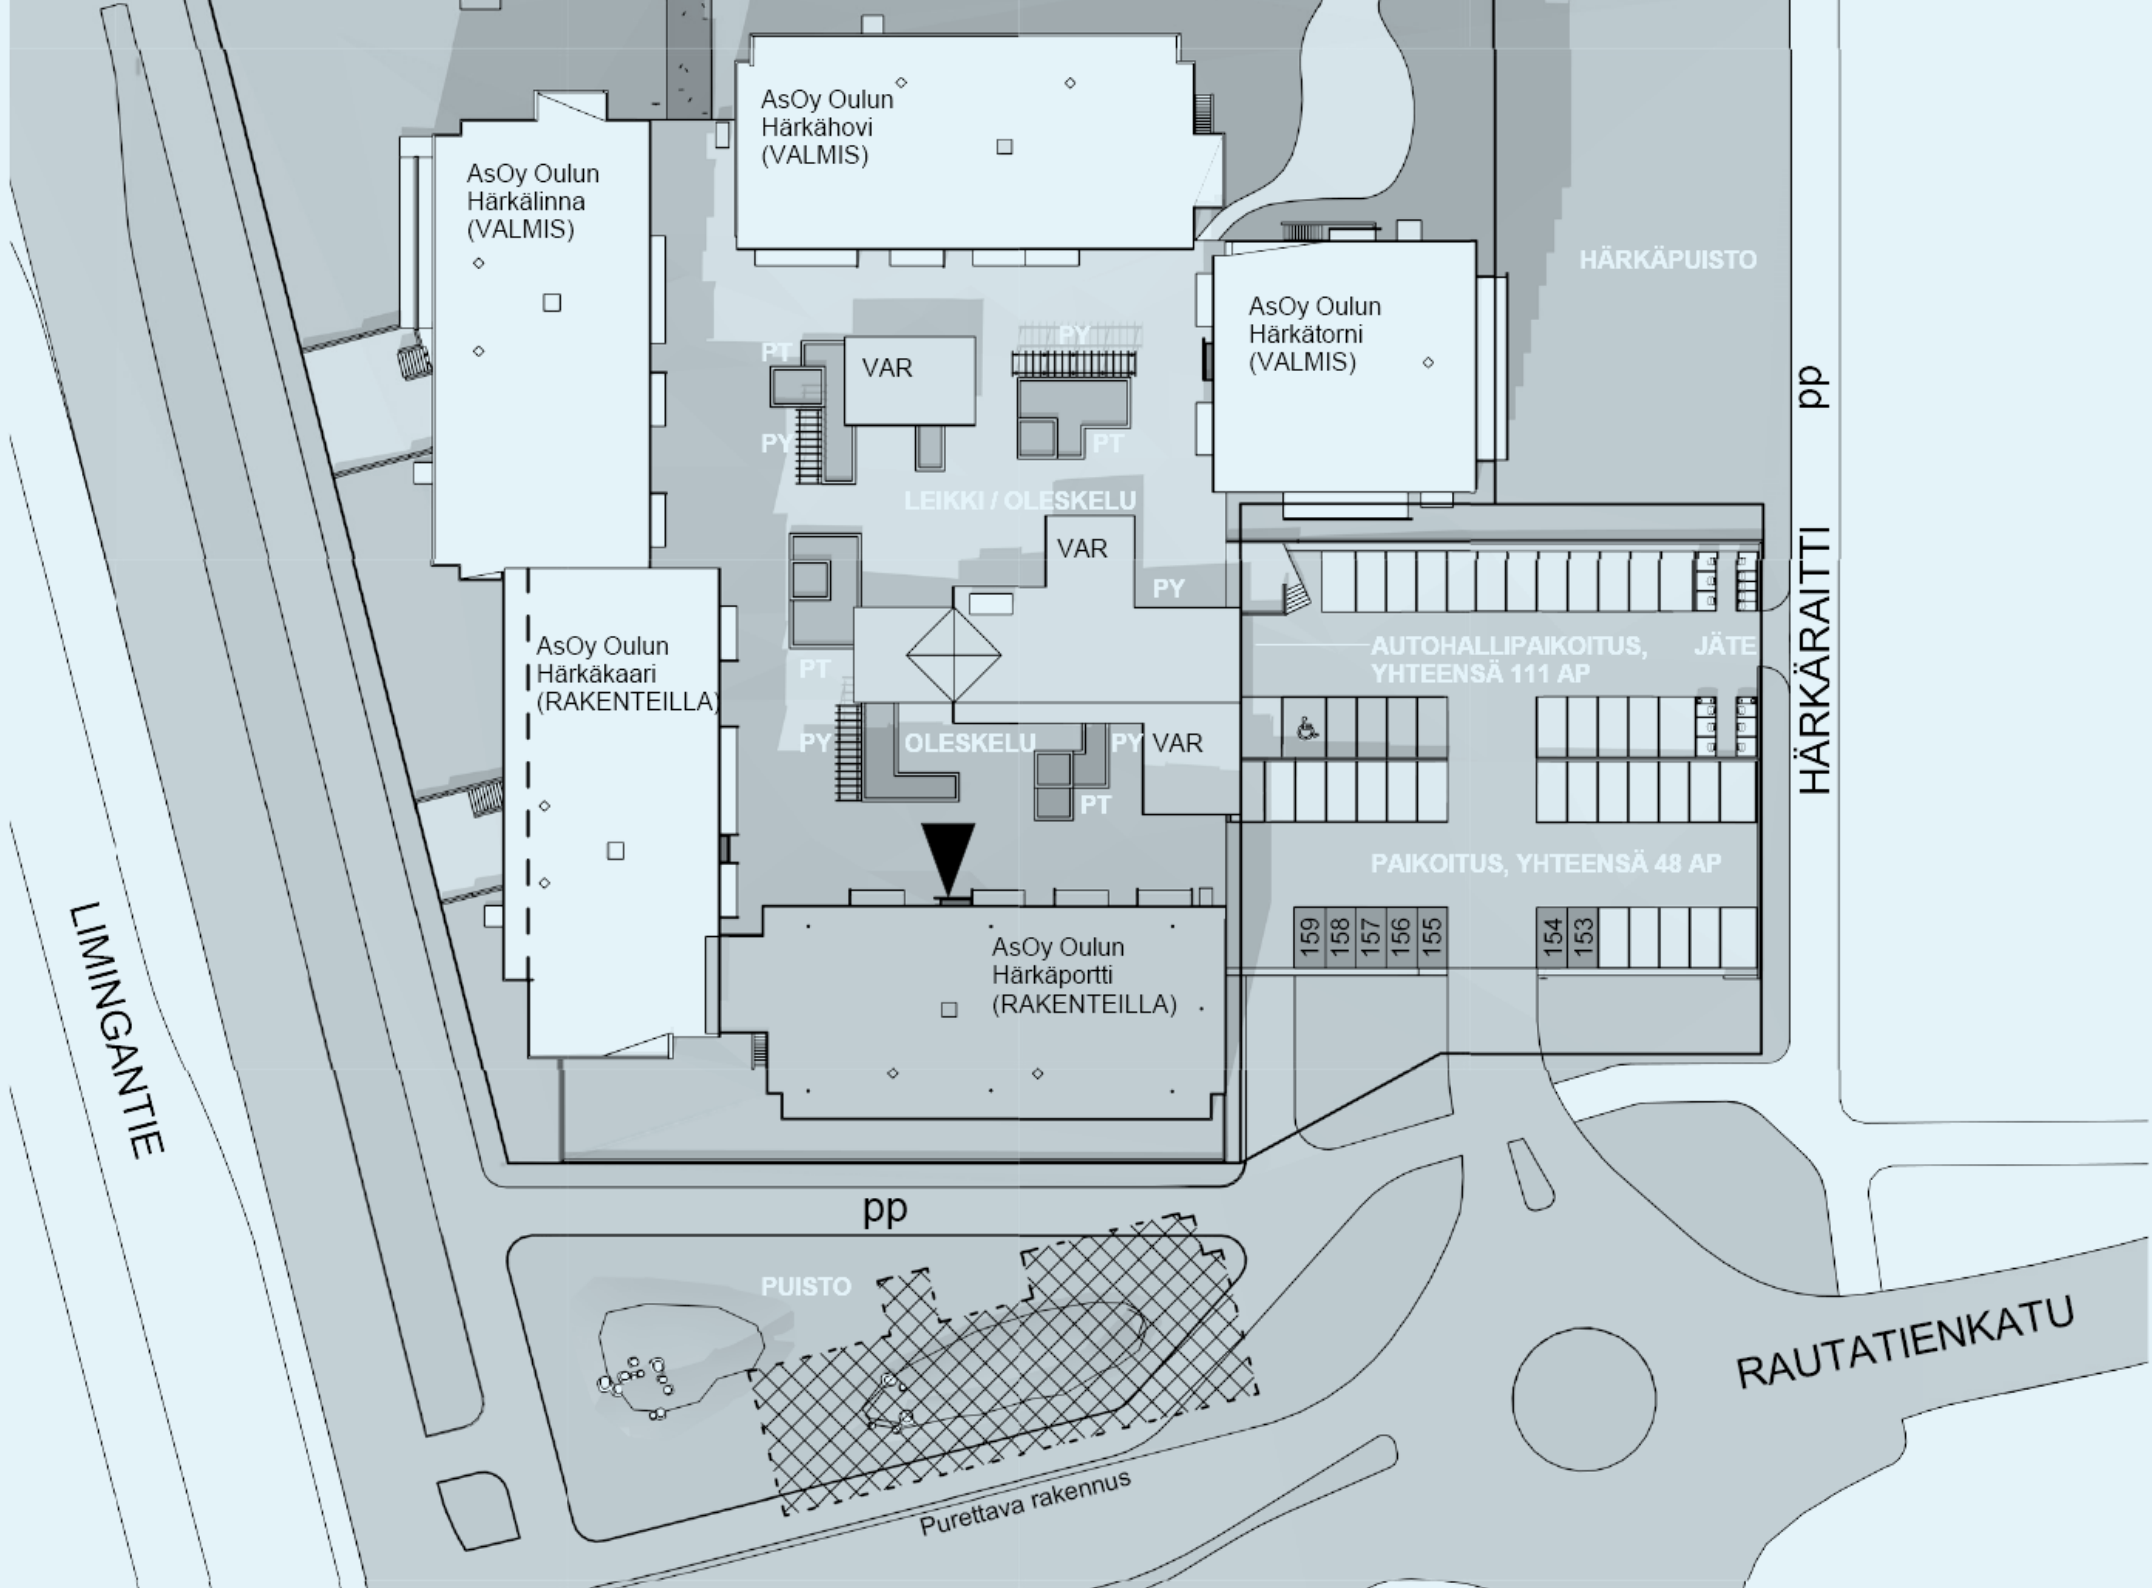 AsOy Oulun
Härkähovi
(VALMIS)
AsOy Oulun
Härkälinna
(VALMIS)
HÄRKÄPUISTO
AsOy Oulun
Härkätorni
(VALMIS)
PY
PT
VAR
pp
PY
PT
LEIKKI / OLESKELU
VAR
PY
AsOy Oulun
Härkäkaari
(RAKENTEILLA)
AUTOHALLIPAIKOITUS,
YHTEENSÄ 111 AP
JÄTE
HÄRKÄRAITTI
PT
PY
OLESKELU
PY
VAR
PT
PAIKOITUS, YHTEENSÄ 48 AP
159
158
157
156
155
154
153
AsOy Oulun
Härkäportti
(RAKENTEILLA)
LIMINGANTIE
pp
PUISTO
RAUTATIENKATU
Purettava rakennus